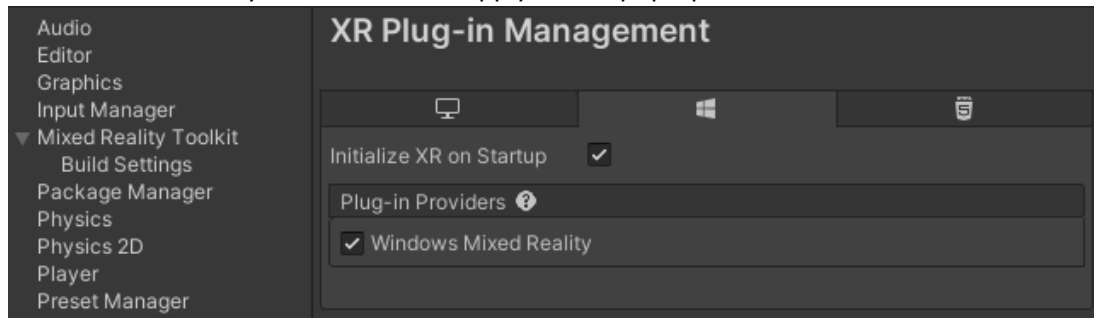 Audio
Editor
Graphics
Input Manager
Mixed Reality Toolkit
Build Settings
Package Manager
Physics
Physics 2D
Player
Preset Manager
XR Plug-in Management
Initialize XR on Startup
Plug-in Providers
Windows Mixed Reality